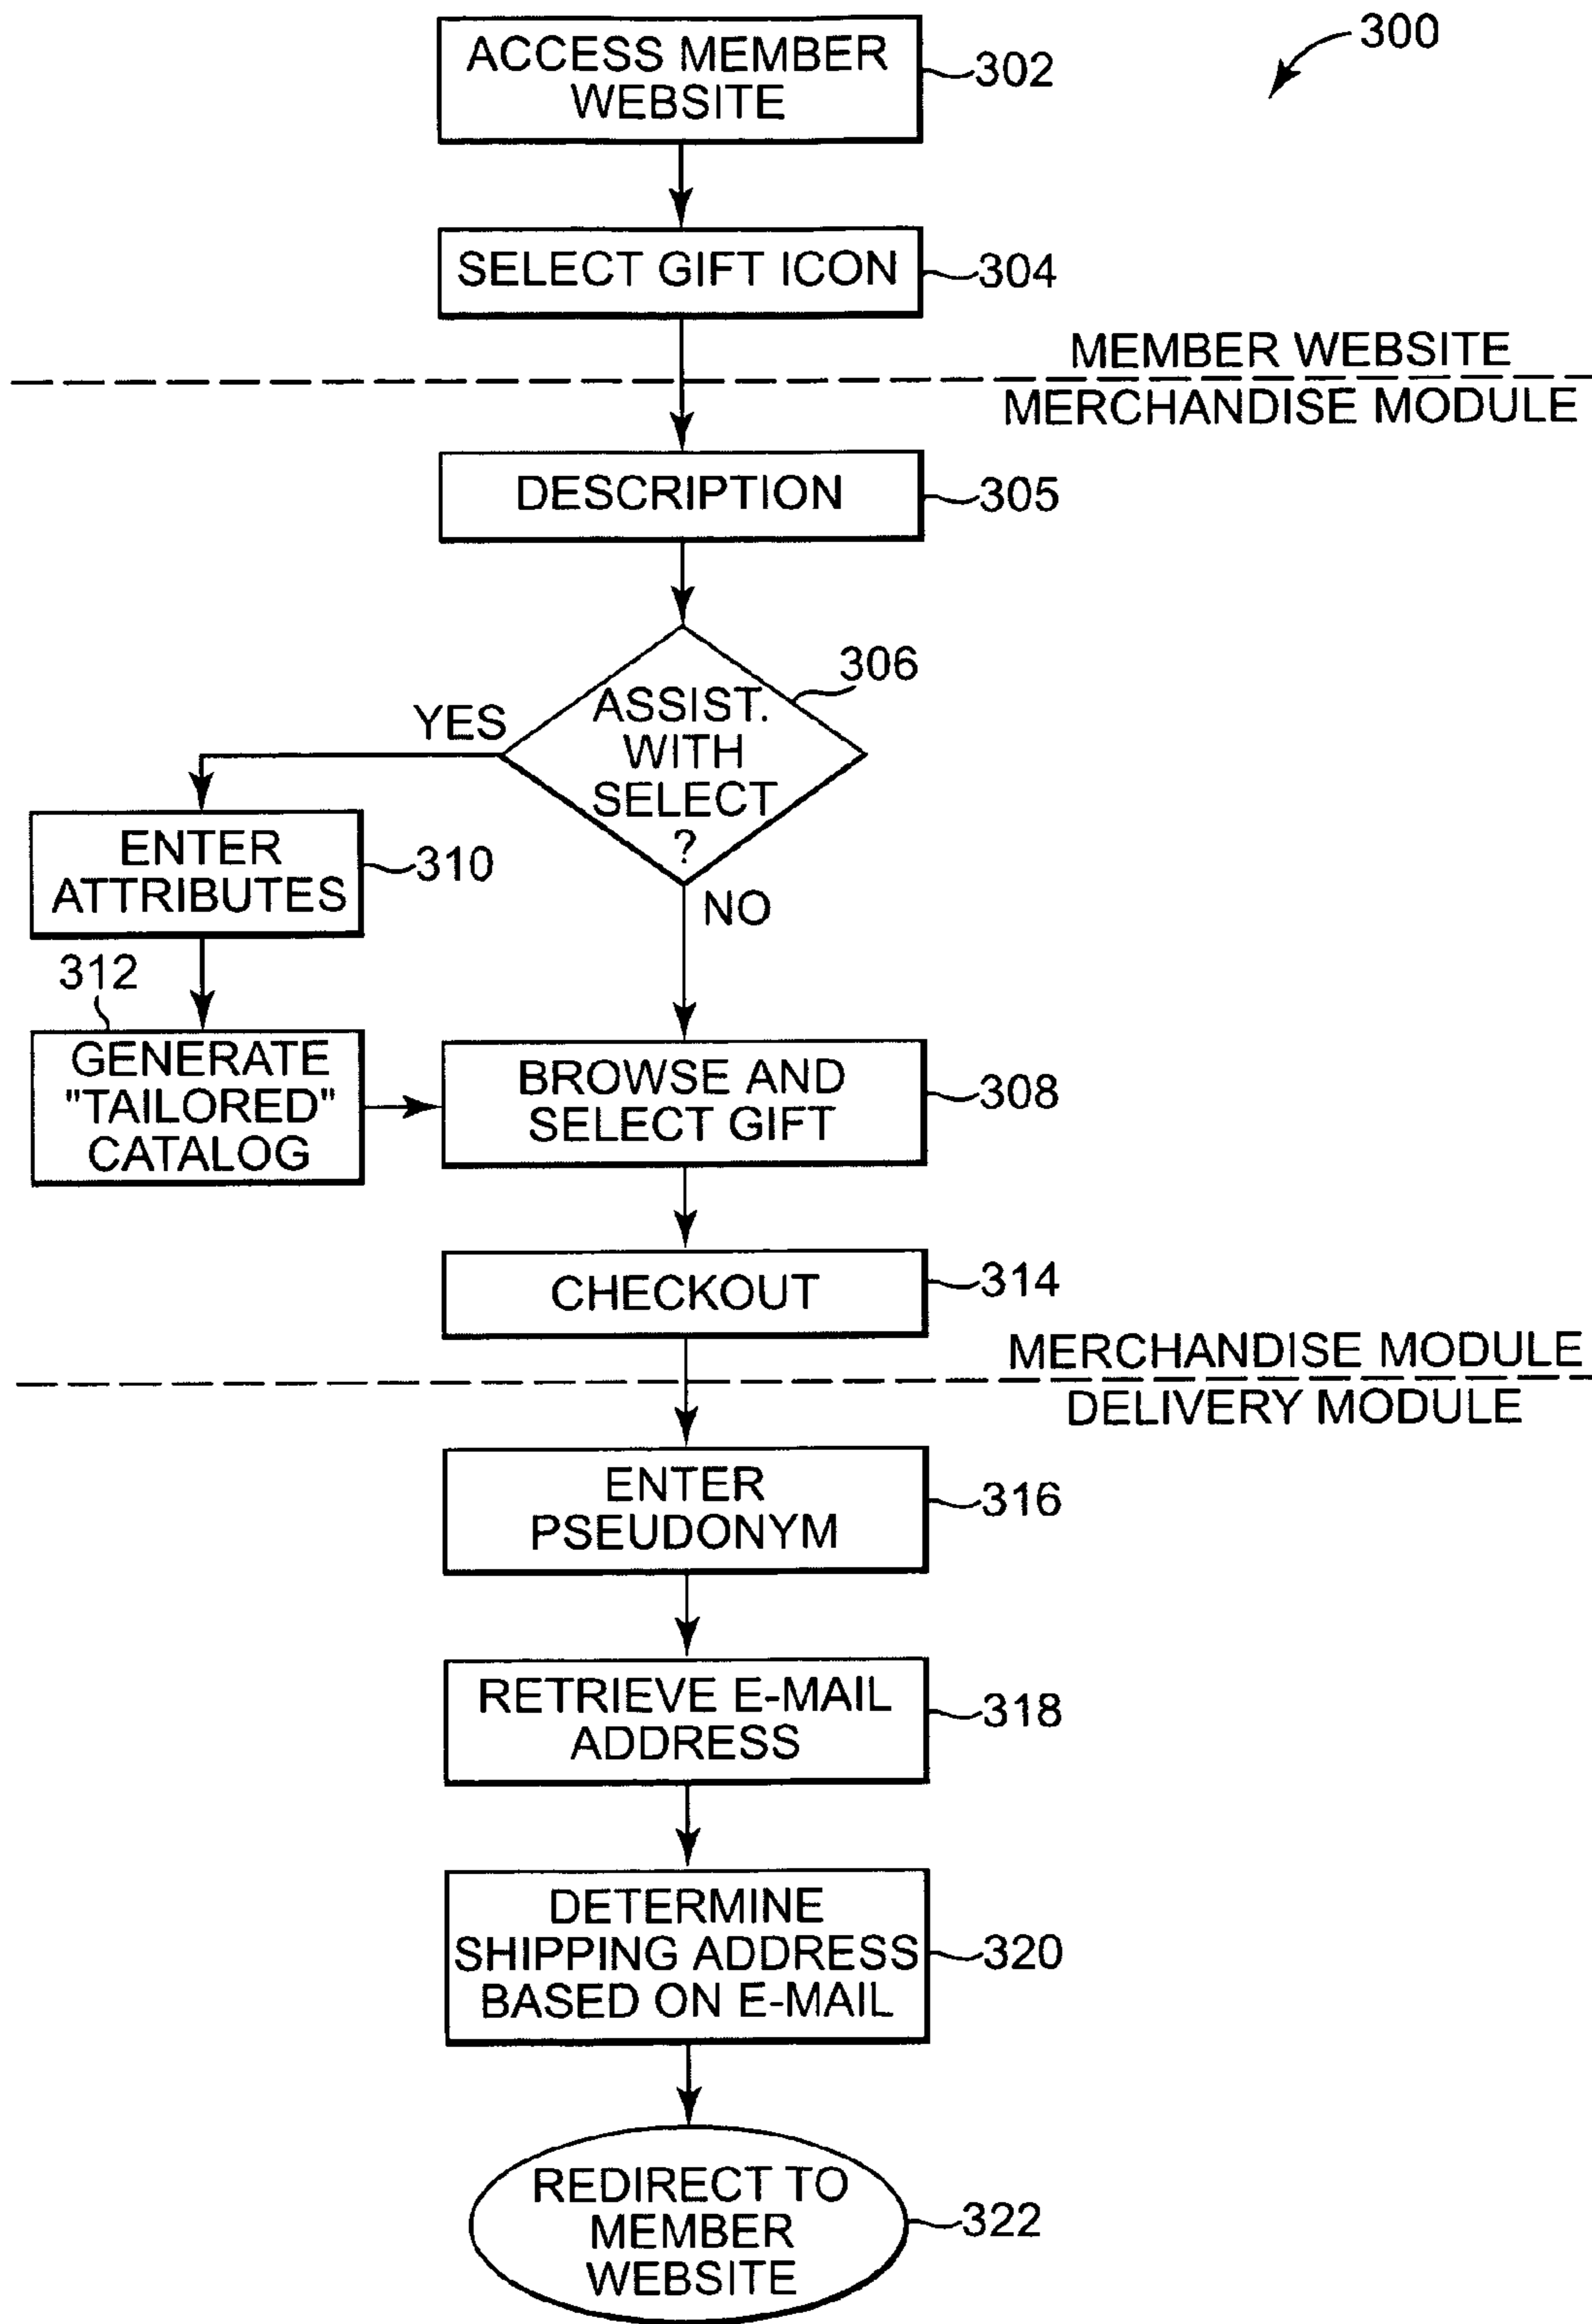 300
ACCESS MEMBER
WEBSITE
302
SELECT GIFT ICON
304
MEMBER WEBSITE
MERCHANDISE MODULE
DESCRIPTION
305
306
ASSIST.
WITH
SELECT
?
YES
NO
ENTER
ATTRIBUTES
310
312
GENERATE
"TAILORED"
CATALOG
BROWSE AND
SELECT GIFT
308
CHECKOUT
314
MERCHANDISE MODULE
DELIVERY MODULE
ENTER
PSEUDONYM
316
RETRIEVE E-MAIL
ADDRESS
318
DETERMINE
SHIPPING ADDRESS
BASED ON E-MAIL
320
REDIRECT TO
MEMBER
WEBSITE
322